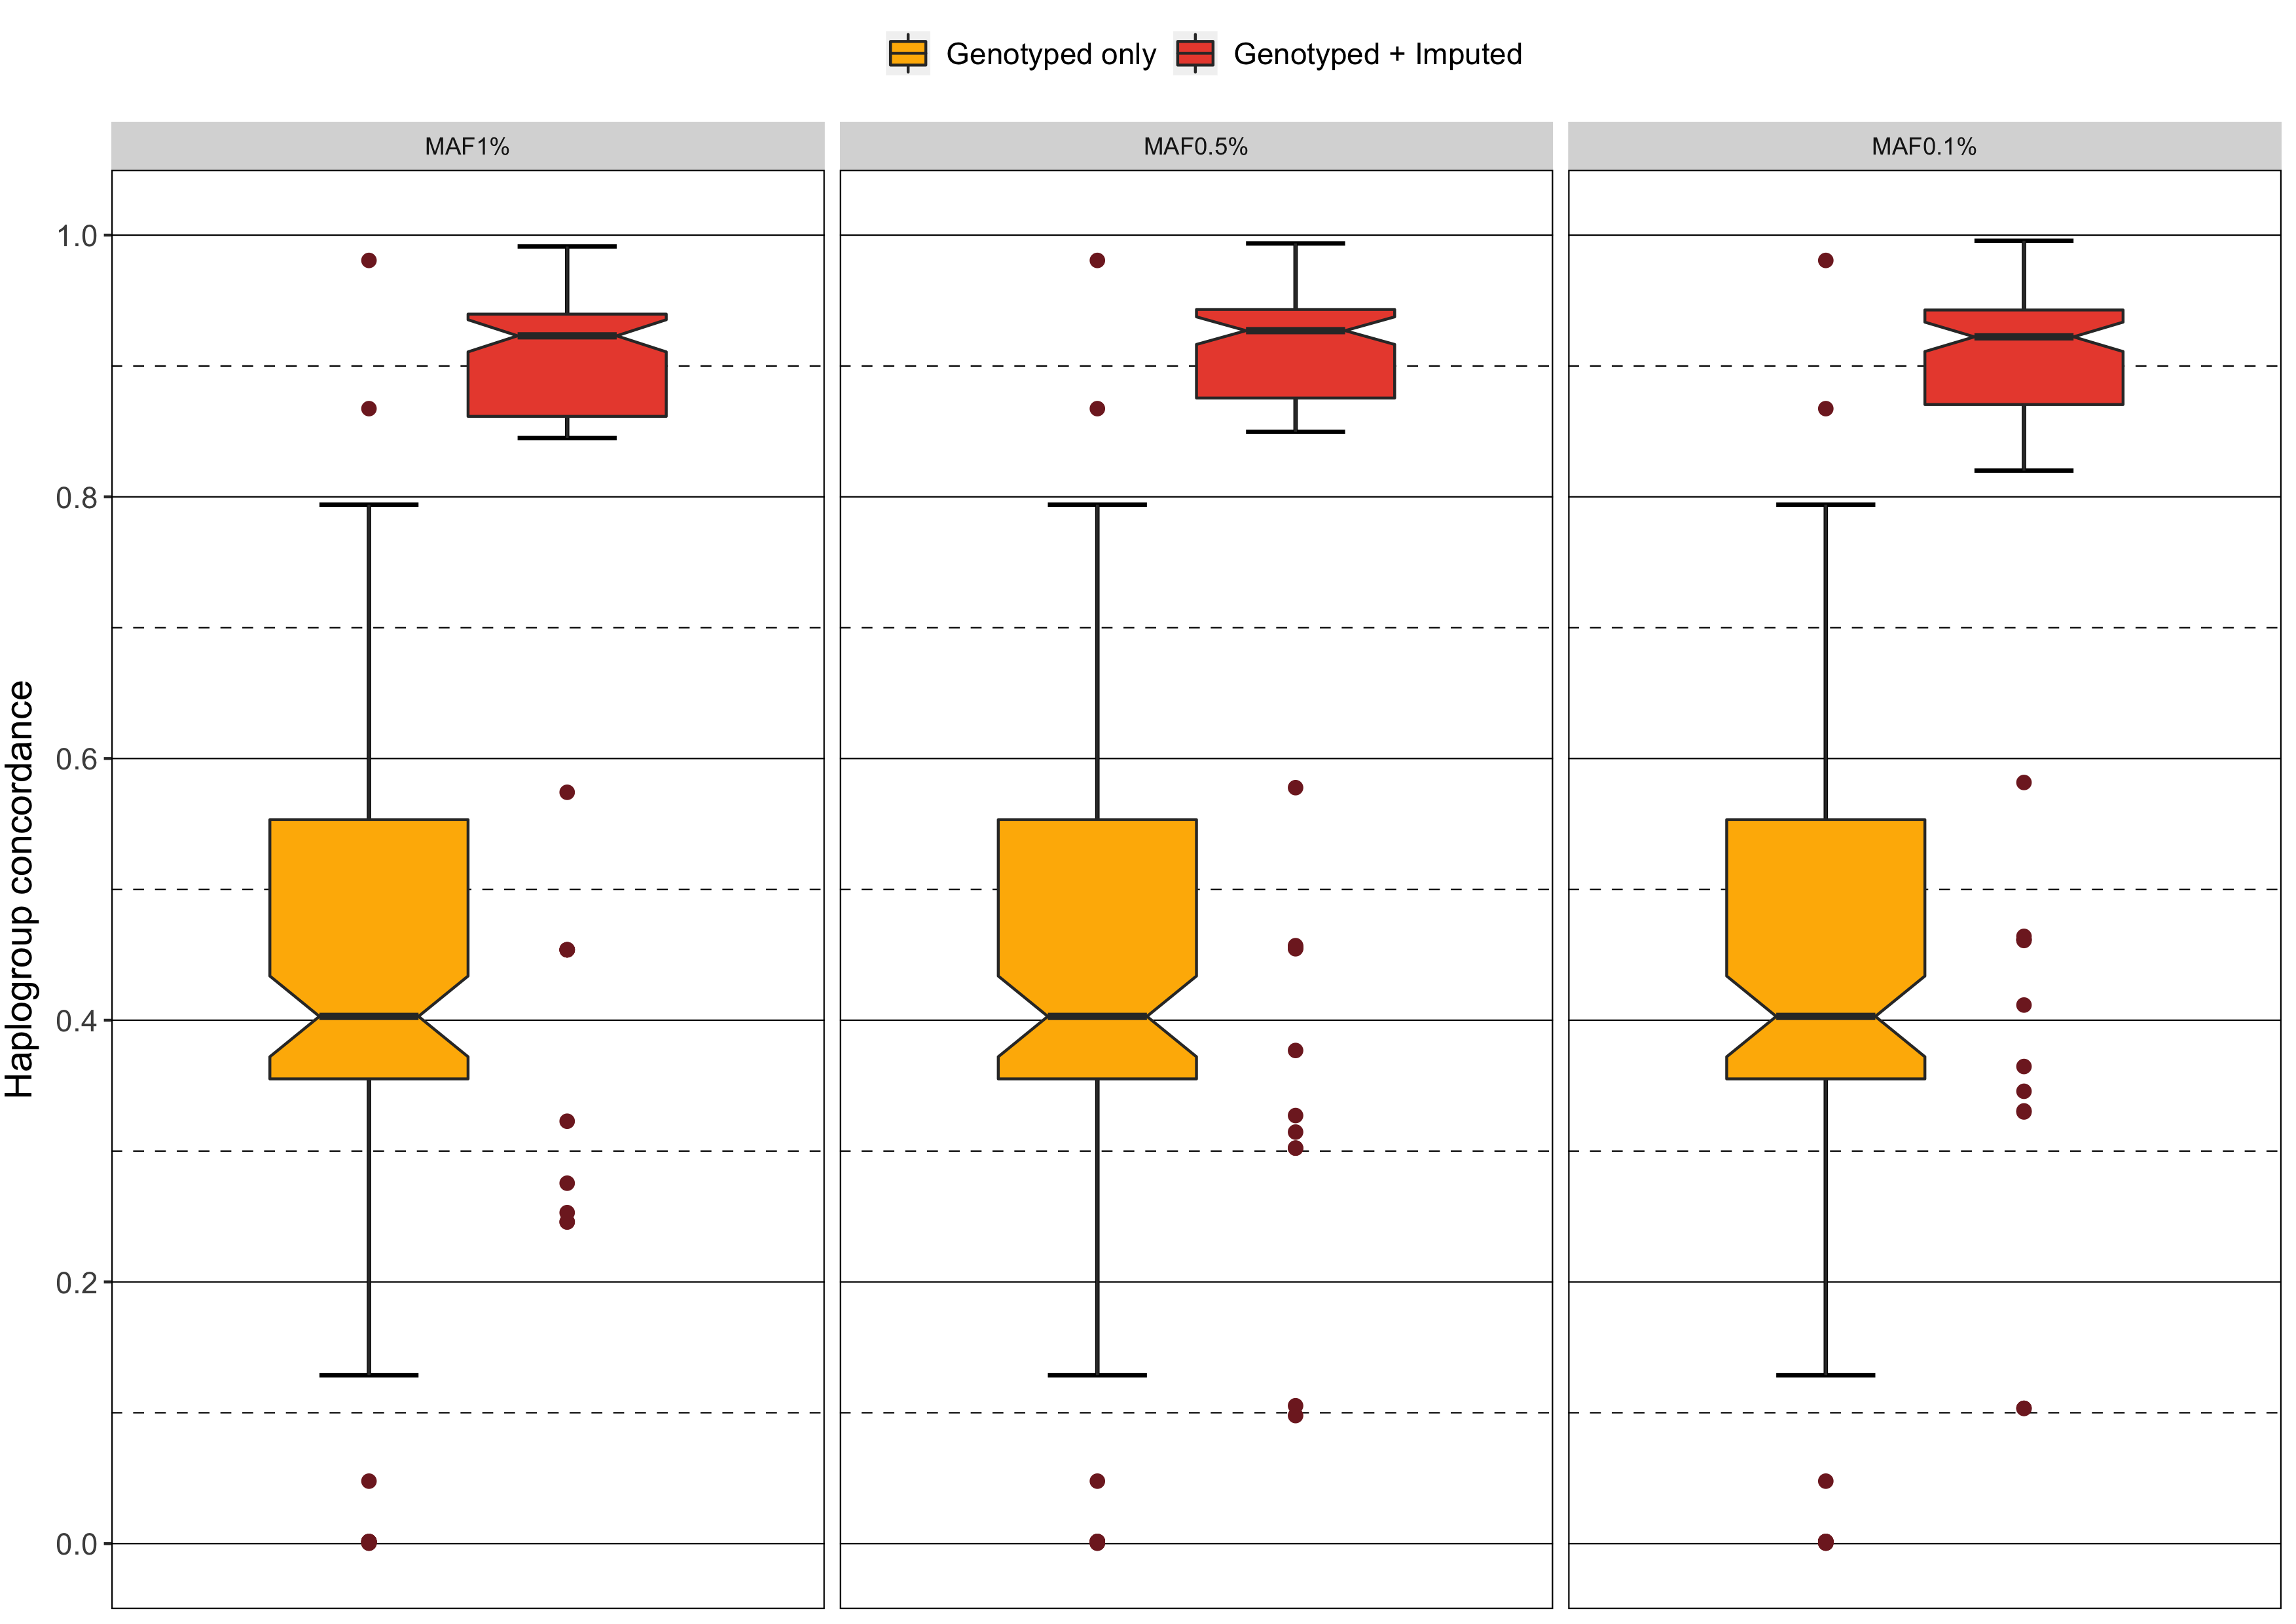 Genotyped only Genotyped + Imputed
MAF1% MAF0.5% MAF0.1%
Haplogroup concordance
1.0
0.8
0.6
0.4
0.2
0.0